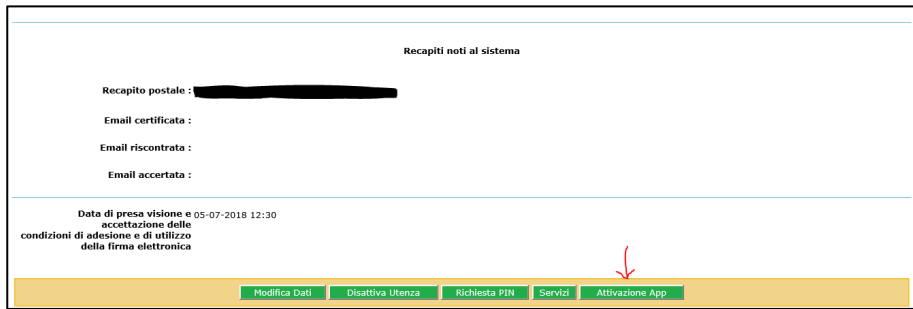 Recapiti noti al sistema
Recapito postale :
Email certificata :
Email riscontrata :
Email accertata :
Data di presa visione e 05-07-2018 12:30
accettazione delle
condizioni di adesione e di utilizzo
della firma elettronica
Modifica Dati Disattiva Utenza Richiesta PIN Servizi Attivazione App